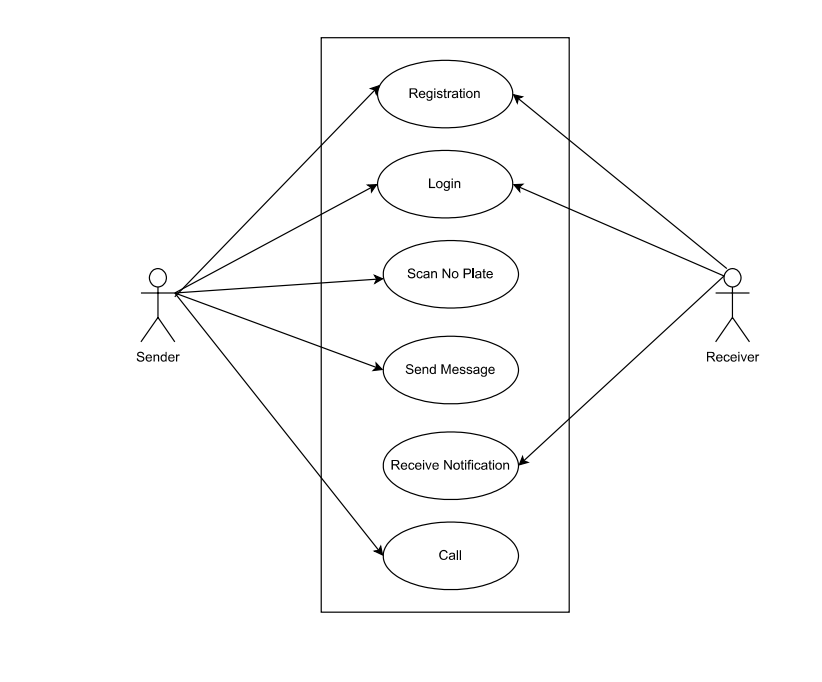 Registration
Login
Scan No Plate
Send Message
Receive Notification
Call
Sender
Receiver